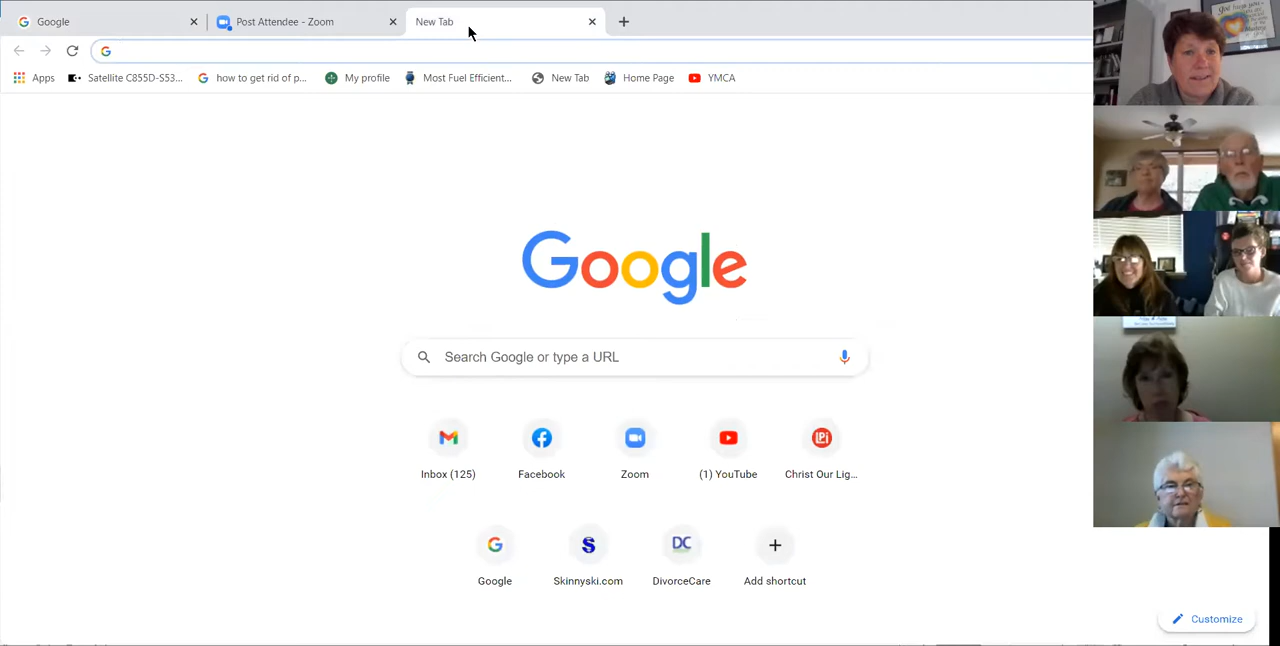 Google
Post Attendee - Zoom
New Tab
Apps
Satellite C855D-S53...
how to get rid of p...
My profile
Most Fuel Efficient...
New Tab
Home Page
YMCA
Google
Search Google or type a URL
Inbox (125)
Facebook
Zoom
(1) YouTube
LPi
Christ Our Lig...
Google
S
Skinnyski.com
DC
DivorceCare
Add shortcut
Customize